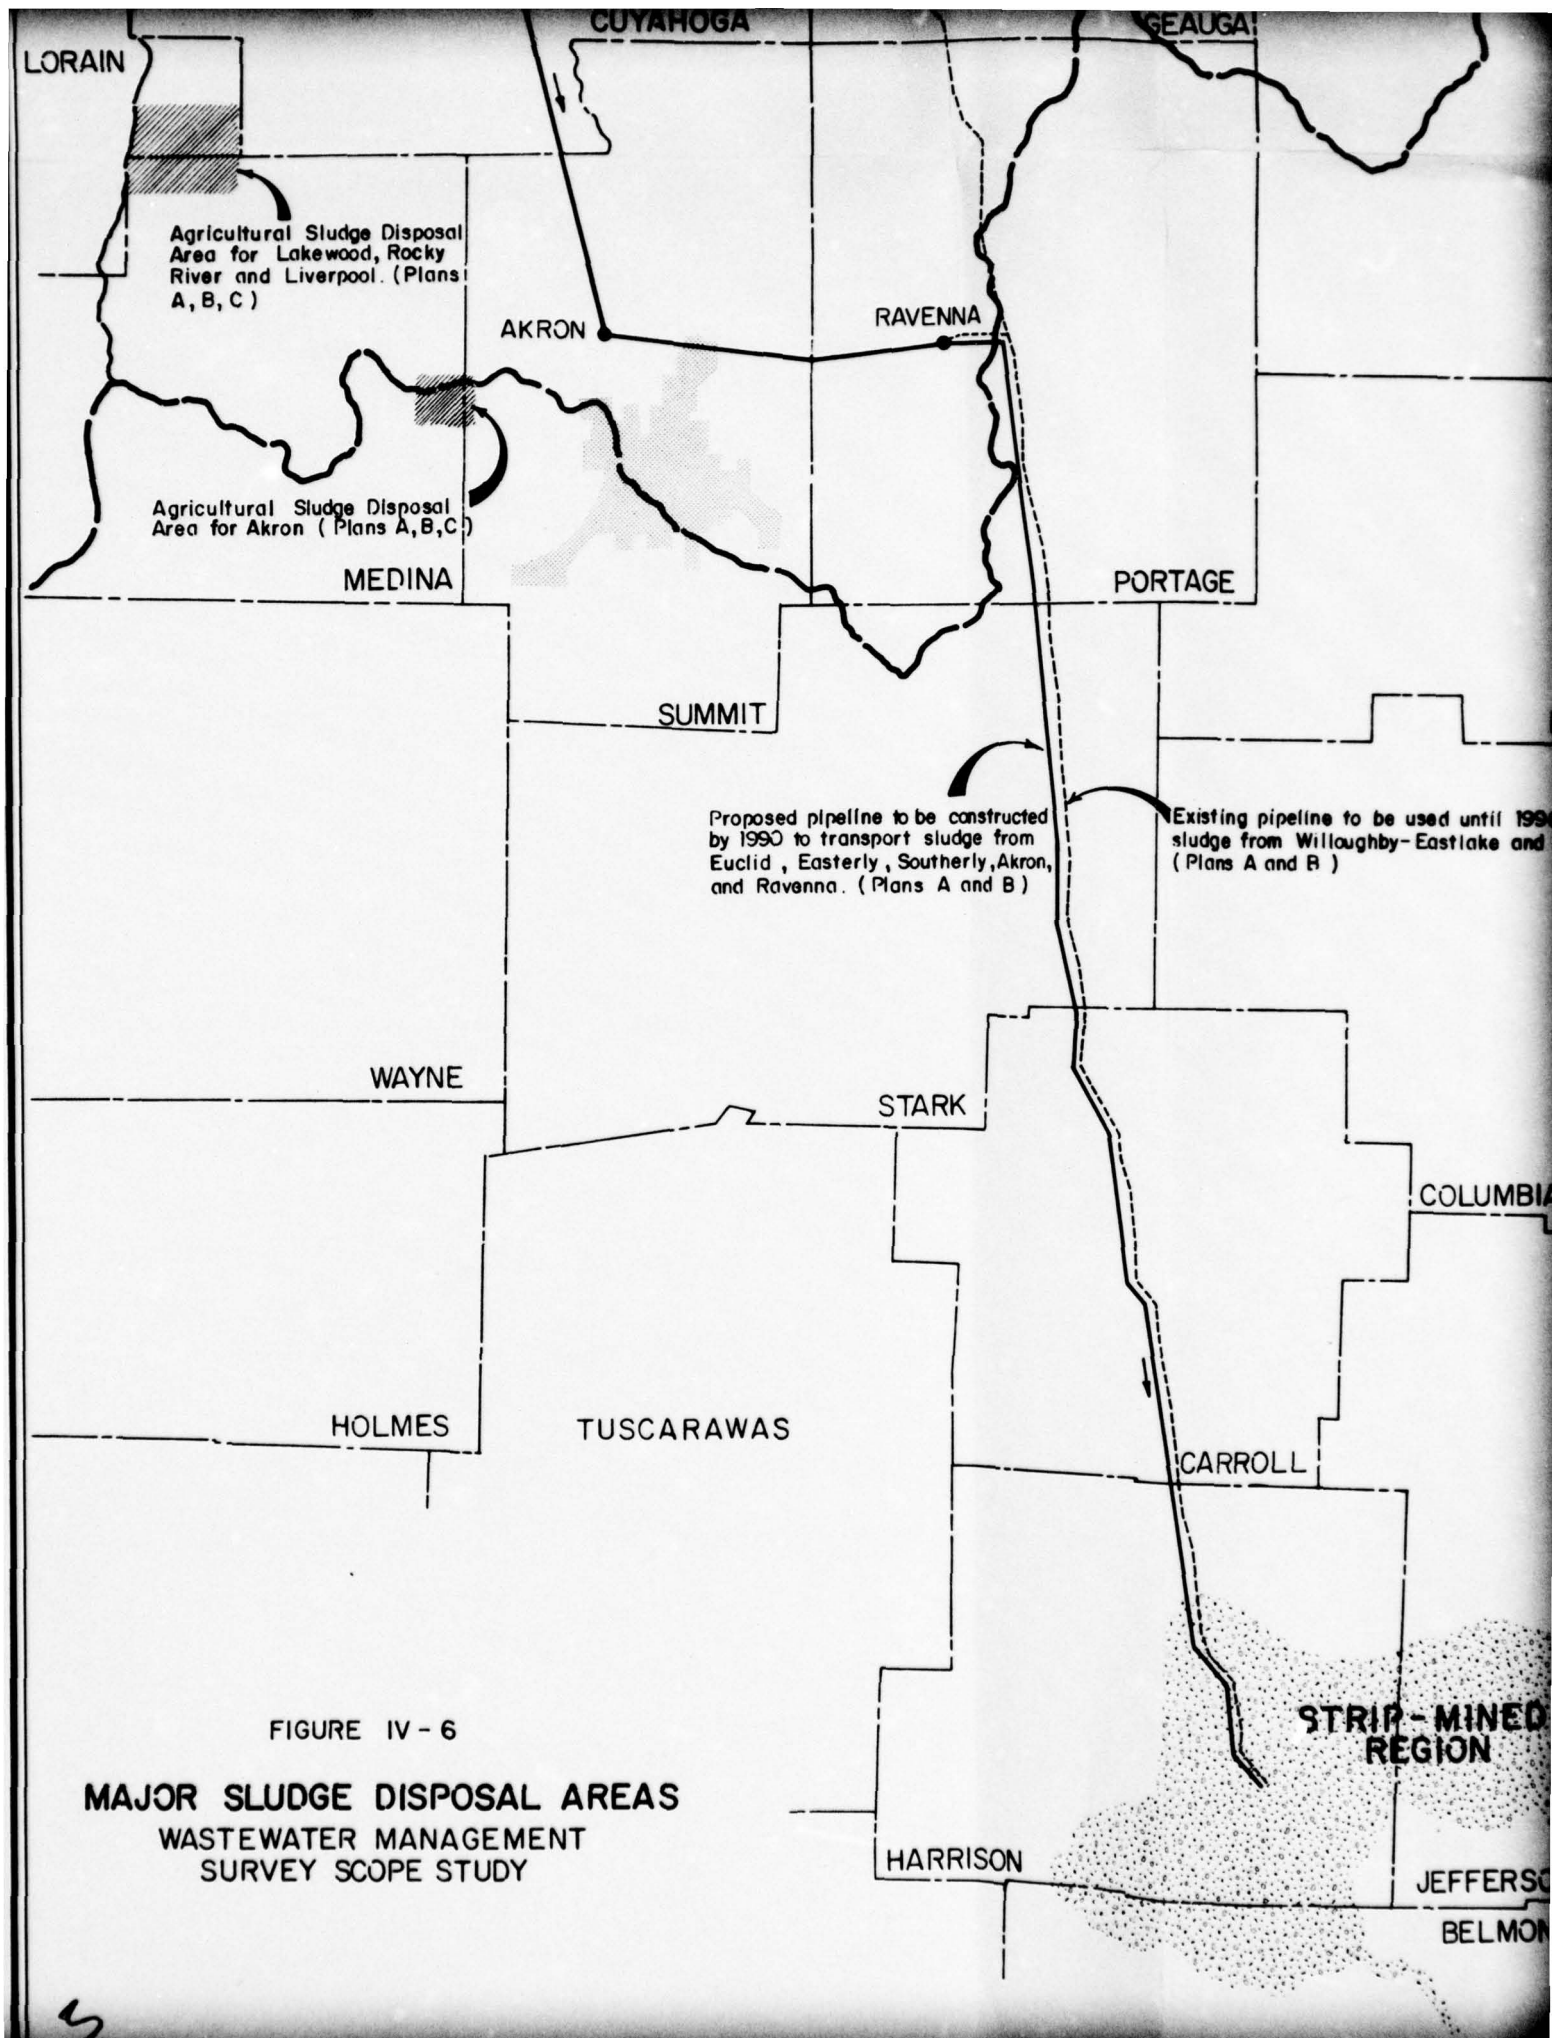 CUYAHOGA
GEAUGA
LORAIN
Agricultural Sludge Disposal
Area for Lakewood, Rocky
River and Liverpool. (Plans
A, B, C)
AKRON
RAVENNA
Agricultural Sludge Disposal
Area for Akron (Plans A,B,C)
MEDINA
PORTAGE
SUMMIT
Proposed pipeline to be constructed
by 1990 to transport sludge from
Euclid, Easterly, Southerly, Akron,
and Ravenna. (Plans A and B)
Existing pipeline to be used until
sludge from Willoughby-Eastlake and
(Plans A and B)
WAYNE
STARK
COLUMBIA
HOLMES
TUSCARAWAS
CARROLL
STRIP-MINED
REGION
FIGURE IV-6
MAJOR SLUDGE DISPOSAL AREAS
WASTEWATER MANAGEMENT
SURVEY SCOPE STUDY
HARRISON
JEFFERSO
BELMON